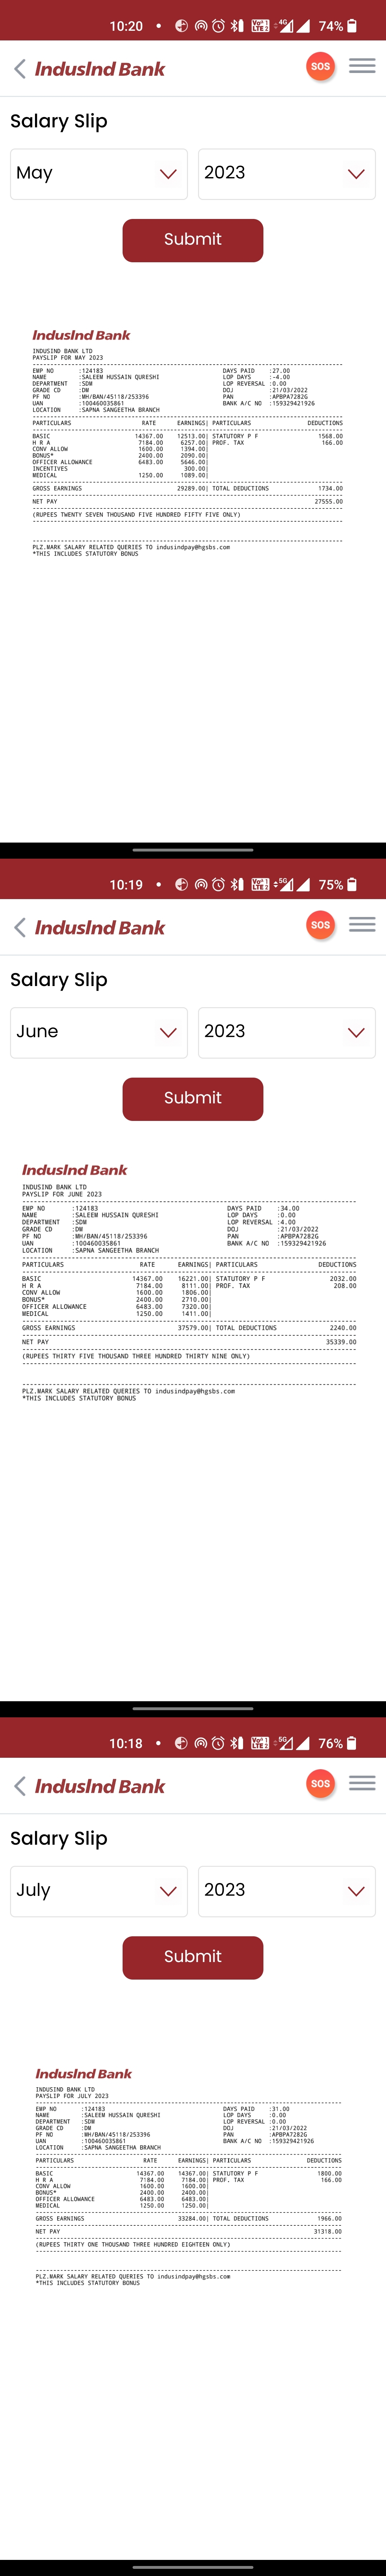 10:20 • Vo) LTE 2 4G 74%
IndusInd Bank SOS
Salary Slip
May 2023
Submit
IndusInd Bank
INDUSIND BANK LTD
PAYSLIP FOR MAY 2023
EMP NO :124183 DAYS PAID :27.00
NAME :SALEEM HUSSAIN QURESHI LOP DAYS :-4.00
DEPARTMENT :SDM LOP REVERSAL :0.00
GRADE CD :DM DOJ :21/03/2022
PF NO :MH/BAN/45118/253396 PAN :APBPA7282G
UAN :100460035861 BANK A/C NO :159329421926
LOCATION :SAPNA SANGEETHA BRANCH
PARTICULARS RATE EARNINGS| PARTICULARS DEDUCTIONS
BASIC 14367.00 12513.00| STATUTORY P F 1568.00
H R A 7184.00 6257.00| PROF. TAX 166.00
CONV ALLOW 1600.00 1394.00|
BONUS* 2400.00 2090.00|
OFFICER ALLOWANCE 6483.00 5646.00|
INCENTIVES 300.00|
MEDICAL 1250.00 1089.00|
GROSS EARNINGS 29289.00| TOTAL DEDUCTIONS 1734.00
NET PAY 27555.00
(RUPEES TWENTY SEVEN THOUSAND FIVE HUNDRED FIFTY FIVE ONLY)
PLZ.MARK SALARY RELATED QUERIES TO indusindpay@hgsbs.com
*THIS INCLUDES STATUTORY BONUS
10:19 • Vo) LTE 2 5G 75%
IndusInd Bank SOS
Salary Slip
June 2023
Submit
IndusInd Bank
INDUSIND BANK LTD
PAYSLIP FOR JUNE 2023
EMP NO :124183 DAYS PAID :34.00
NAME :SALEEM HUSSAIN QURESHI LOP DAYS :0.00
DEPARTMENT :SDM LOP REVERSAL :4.00
GRADE CD :DM DOJ :21/03/2022
PF NO :MH/BAN/45118/253396 PAN :APBPA7282G
UAN :100460035861 BANK A/C NO :159329421926
LOCATION :SAPNA SANGEETHA BRANCH
PARTICULARS RATE EARNINGS| PARTICULARS DEDUCTIONS
BASIC 14367.00 16221.00| STATUTORY P F 2032.00
H R A 7184.00 8111.00| PROF. TAX 208.00
CONV ALLOW 1600.00 1806.00|
BONUS* 2400.00 2710.00|
OFFICER ALLOWANCE 6483.00 7320.00|
MEDICAL 1250.00 1411.00|
GROSS EARNINGS 37579.00| TOTAL DEDUCTIONS 2240.00
NET PAY 35339.00
(RUPEES THIRTY FIVE THOUSAND THREE HUNDRED THIRTY NINE ONLY)
PLZ.MARK SALARY RELATED QUERIES TO indusindpay@hgsbs.com
*THIS INCLUDES STATUTORY BONUS
10:18 • Vo) LTE 2 5G 76%
IndusInd Bank SOS
Salary Slip
July 2023
Submit
IndusInd Bank
INDUSIND BANK LTD
PAYSLIP FOR JULY 2023
EMP NO :124183 DAYS PAID :31.00
NAME :SALEEM HUSSAIN QURESHI LOP DAYS :0.00
DEPARTMENT :SDM LOP REVERSAL :0.00
GRADE CD :DM DOJ :21/03/2022
PF NO :MH/BAN/45118/253396 PAN :APBPA7282G
UAN :100460035861 BANK A/C NO :159329421926
LOCATION :SAPNA SANGEETHA BRANCH
PARTICULARS RATE EARNINGS| PARTICULARS DEDUCTIONS
BASIC 14367.00 14367.00| STATUTORY P F 1800.00
H R A 7184.00 7184.00| PROF. TAX 166.00
CONV ALLOW 1600.00 1600.00|
BONUS* 2400.00 2400.00|
OFFICER ALLOWANCE 6483.00 6483.00|
MEDICAL 1250.00 1250.00|
GROSS EARNINGS 33284.00| TOTAL DEDUCTIONS 1966.00
NET PAY 31318.00
(RUPEES THIRTY ONE THOUSAND THREE HUNDRED EIGHTEEN ONLY)
PLZ.MARK SALARY RELATED QUERIES TO indusindpay@hgsbs.com
*THIS INCLUDES STATUTORY BONUS